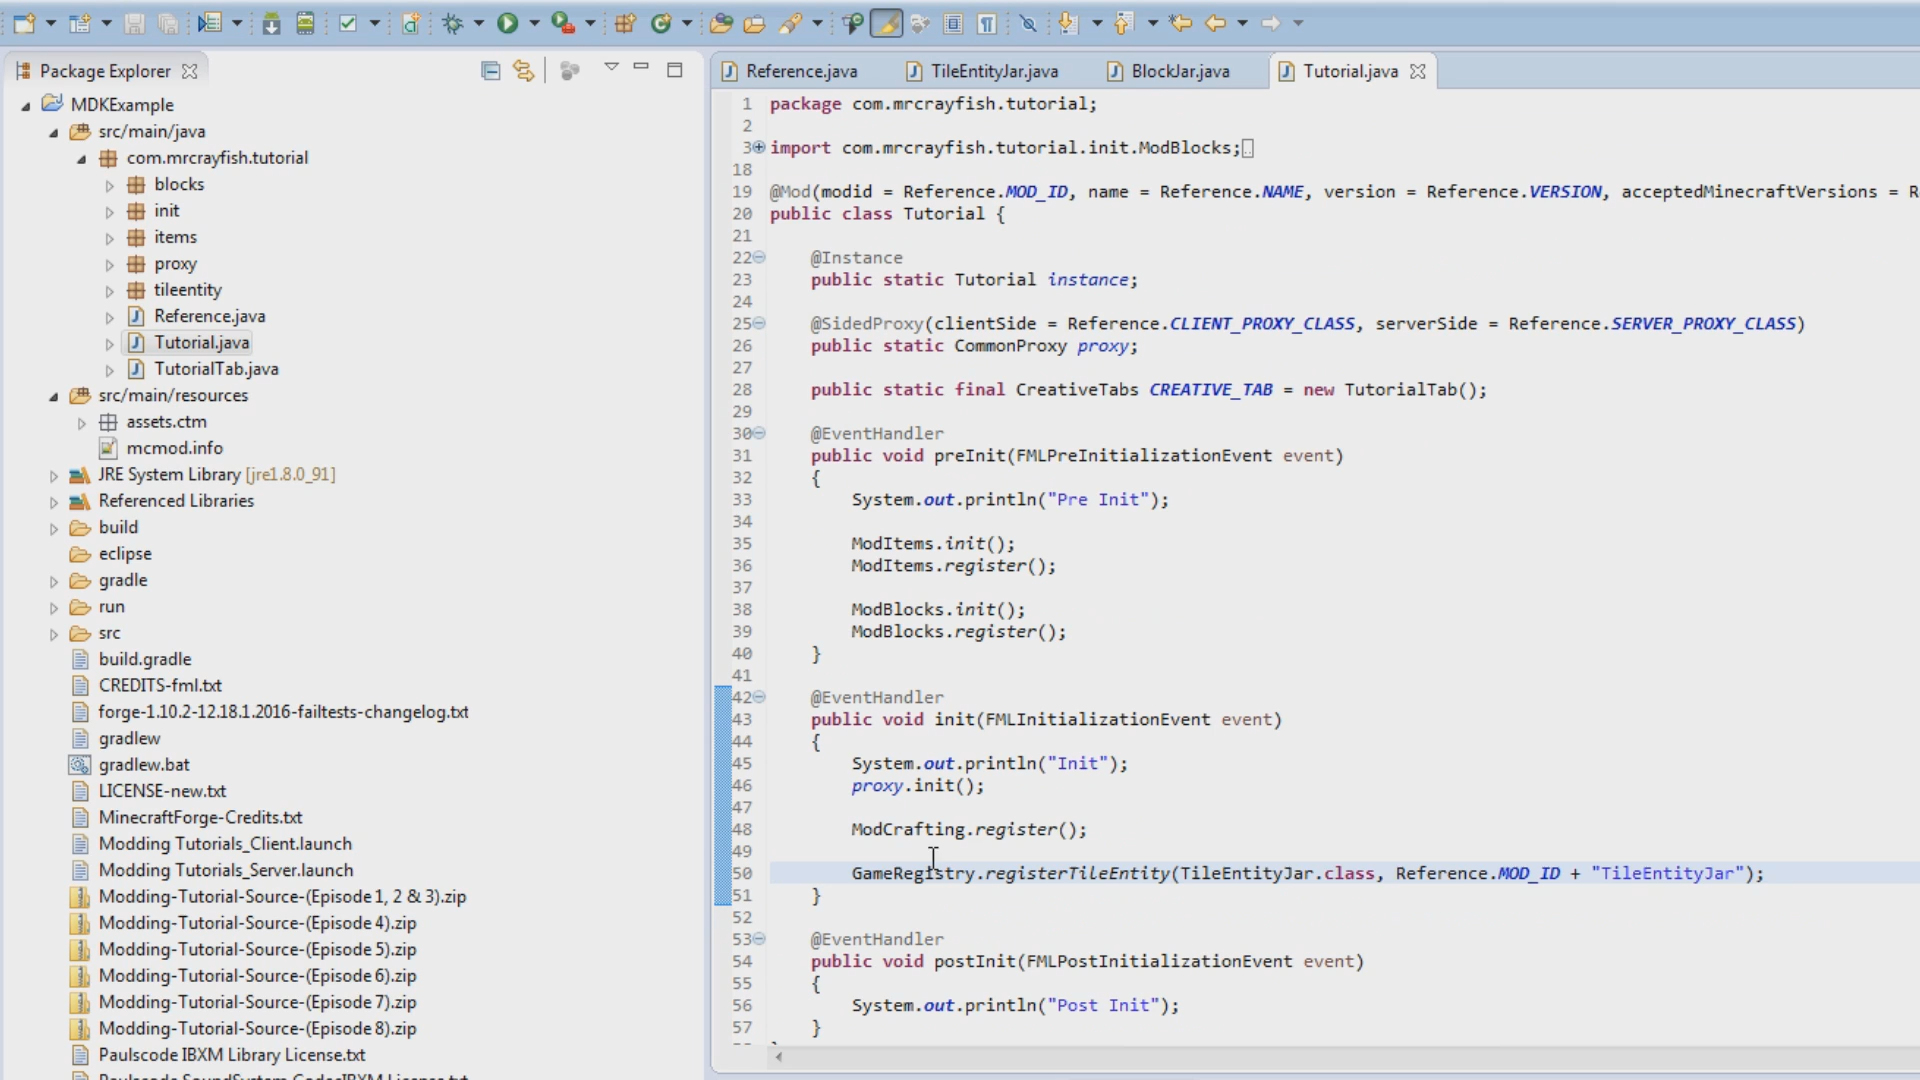 Package Explorer
MDKExample
src/main/java
com.mrcrayfish.tutorial
blocks
init
items
proxy
tileentity
Reference.java
Tutorial.java
TutorialTab.java
src/main/resources
assets.ctm
mcmod.info
JRE System Library [jre1.8.0_91]
Referenced Libraries
build
eclipse
gradle
run
src
build.gradle
CREDITS-fml.txt
forge-1.10.2-12.18.1.2016-failtests-changelog.txt
gradlew
gradlew.bat
LICENSE-new.txt
MinecraftForge-Credits.txt
Modding Tutorials_Client.launch
Modding Tutorials_Server.launch
Modding-Tutorial-Source-(Episode 1, 2 & 3).zip
Modding-Tutorial-Source-(Episode 4).zip
Modding-Tutorial-Source-(Episode 5).zip
Modding-Tutorial-Source-(Episode 6).zip
Modding-Tutorial-Source-(Episode 7).zip
Modding-Tutorial-Source-(Episode 8).zip
Paulscode IBXM Library License.txt
Reference.java TileEntityJar.java BlockJar.java Tutorial.java
1 package com.mrcrayfish.tutorial;
2
3 import com.mrcrayfish.tutorial.init.ModBlocks;
18
19 @Mod(modid = Reference.MOD_ID, name = Reference.NAME, version = Reference.VERSION, acceptedMinecraftVersions = R
20 public class Tutorial {
21
22 @Instance
23 public static Tutorial instance;
24
25 @SidedProxy(clientSide = Reference.CLIENT_PROXY_CLASS, serverSide = Reference.SERVER_PROXY_CLASS)
26 public static CommonProxy proxy;
27
28 public static final CreativeTabs CREATIVE_TAB = new TutorialTab();
29
30 @EventHandler
31 public void preInit(FMLPreInitializationEvent event)
32 {
33 System.out.println("Pre Init");
34
35 ModItems.init();
36 ModItems.register();
37
38 ModBlocks.init();
39 ModBlocks.register();
40 }
41
42 @EventHandler
43 public void init(FMLInitializationEvent event)
44 {
45 System.out.println("Init");
46 proxy.init();
47
48 ModCrafting.register();
49
50 GameRegistry.registerTileEntity(TileEntityJar.class, Reference.MOD_ID + "TileEntityJar");
51 }
52
53 @EventHandler
54 public void postInit(FMLPostInitializationEvent event)
55 {
56 System.out.println("Post Init");
57 }